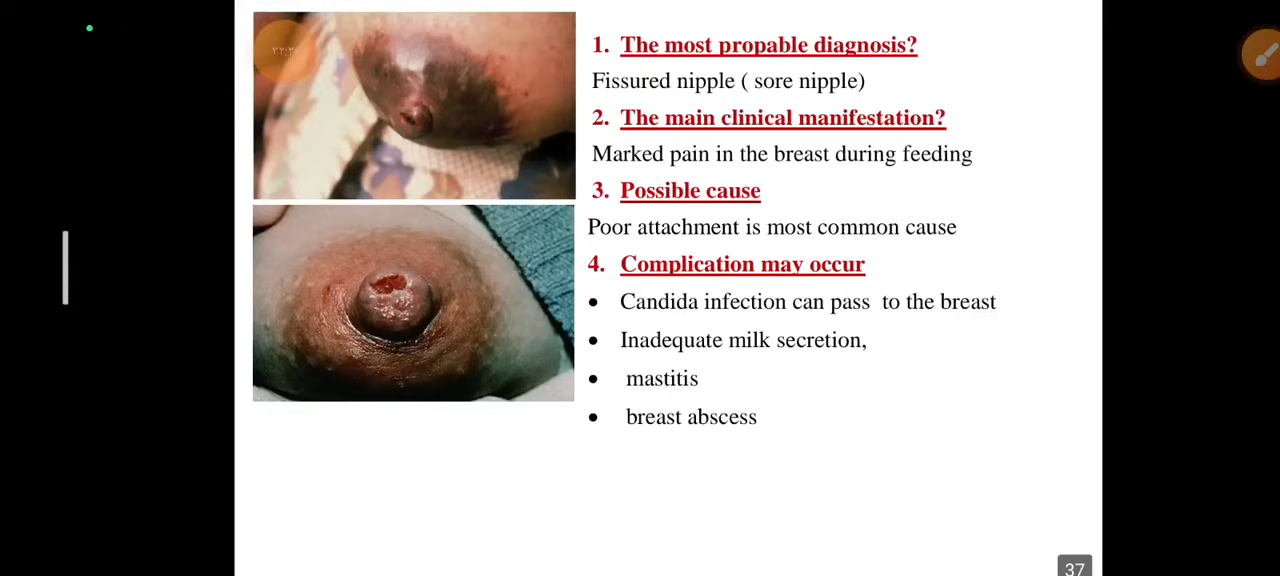 1. The most propable diagnosis?
Fissured nipple ( sore nipple)
2. The main clinical manifestation?
Marked pain in the breast during feeding
3. Possible cause
Poor attachment is most common cause
4. Complication may occur
• Candida infection can pass to the breast
• Inadequate milk secretion,
• mastitis
• breast abscess
37